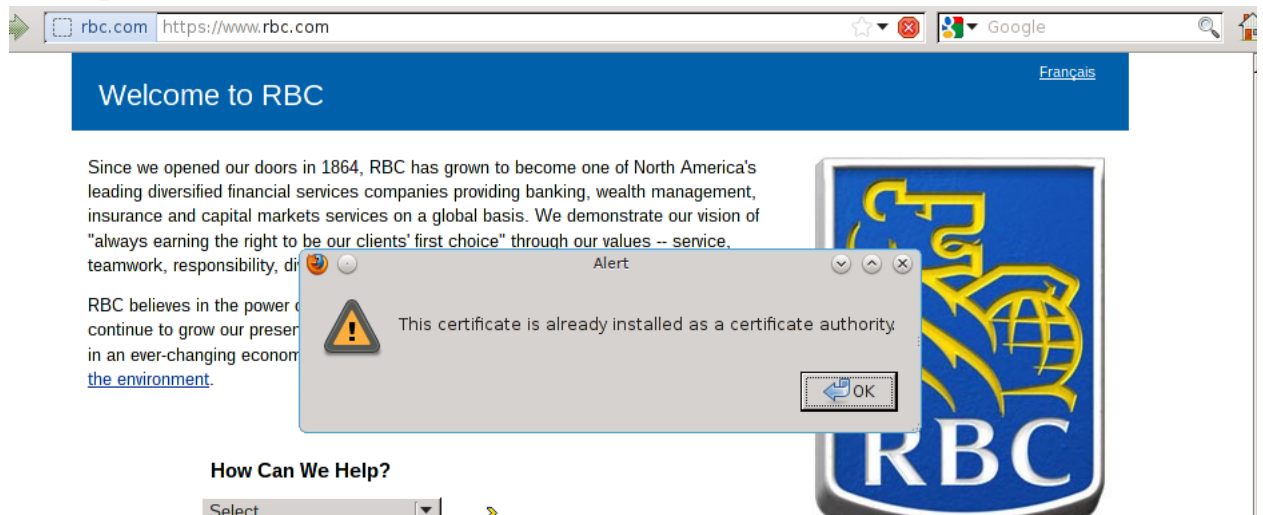 rbc.com https://www.rbc.com
Google
Français
Welcome to RBC
Since we opened our doors in 1864, RBC has grown to become one of North America's
leading diversified financial services companies providing banking, wealth management,
insurance and capital markets services on a global basis. We demonstrate our vision of
"always earning the right to be our clients' first choice" through our values -- service,
teamwork, responsibility,
Alert
RBC believes in the power
This certificate is already installed as a certificate authority.
continue to grow our
in an ever-changing
the environment.
OK
RBC
How Can We Help?
Select